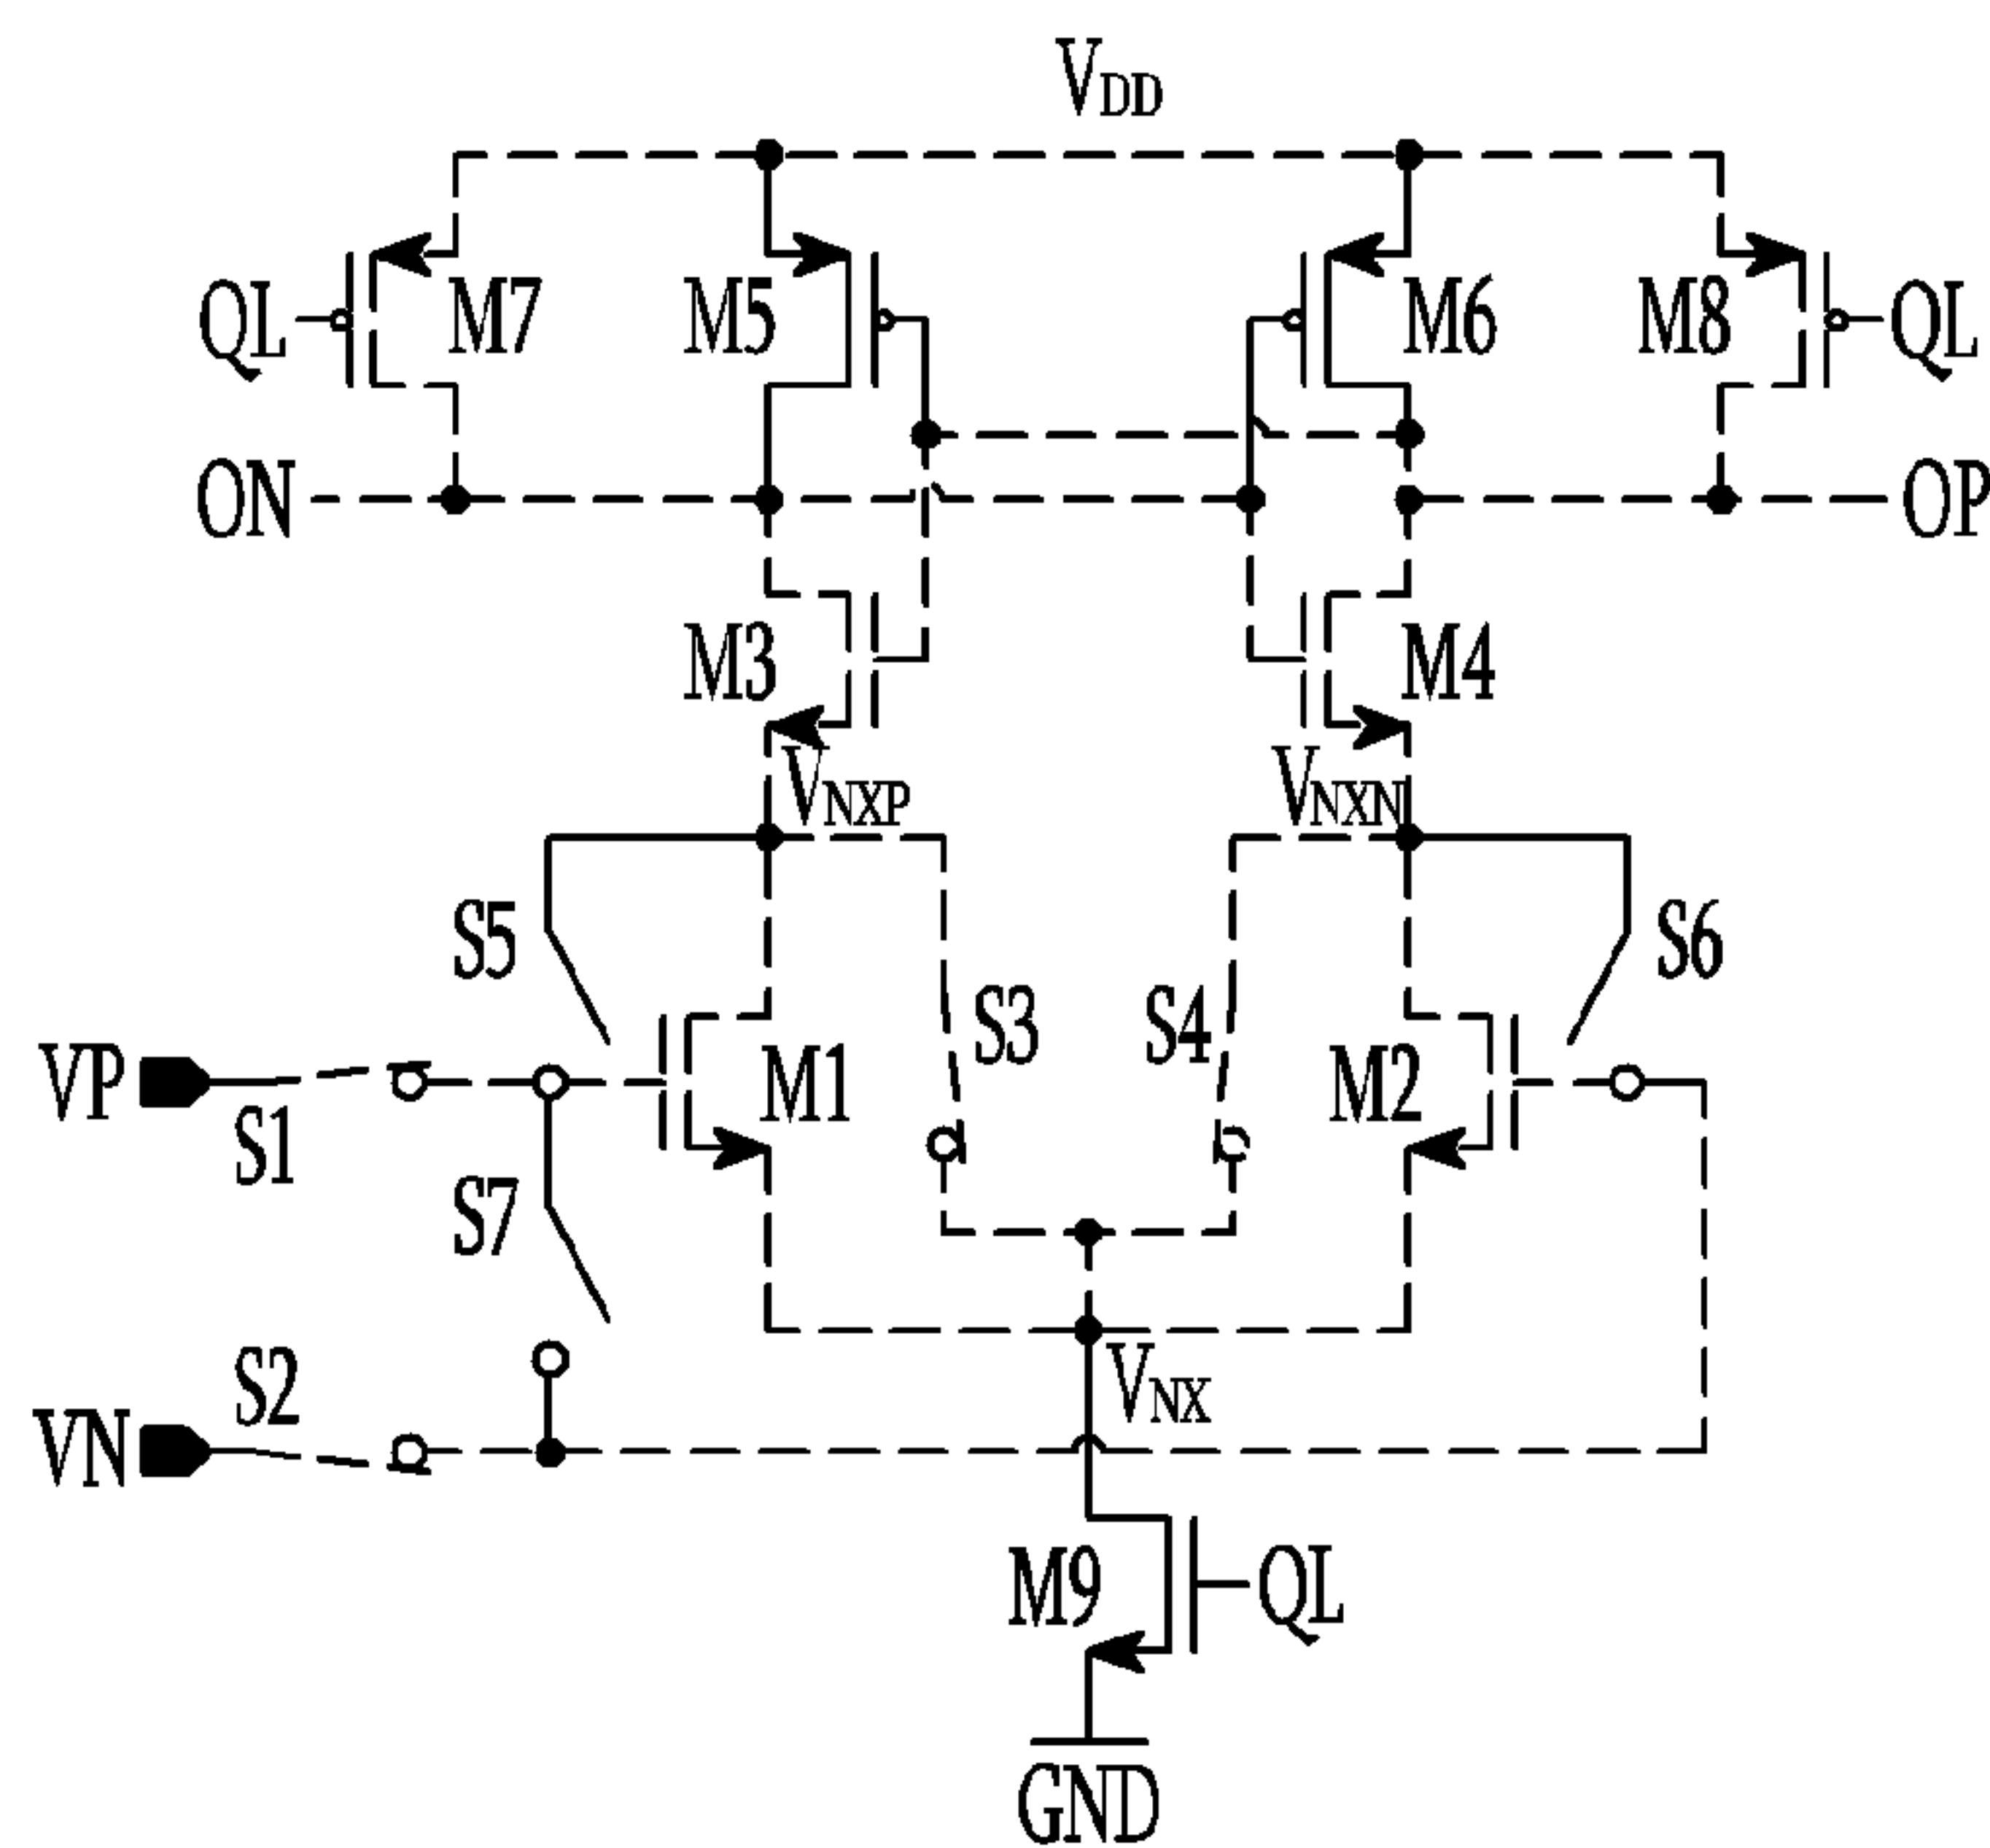 VDD
QL
M7
M5
M6
M8
QL
ON
OP
M3
M4
VNXP
VNXN
S5
S6
S3
S4
VP
M1
M2
S1
S7
S2
VNX
VN
M9
QL
GND